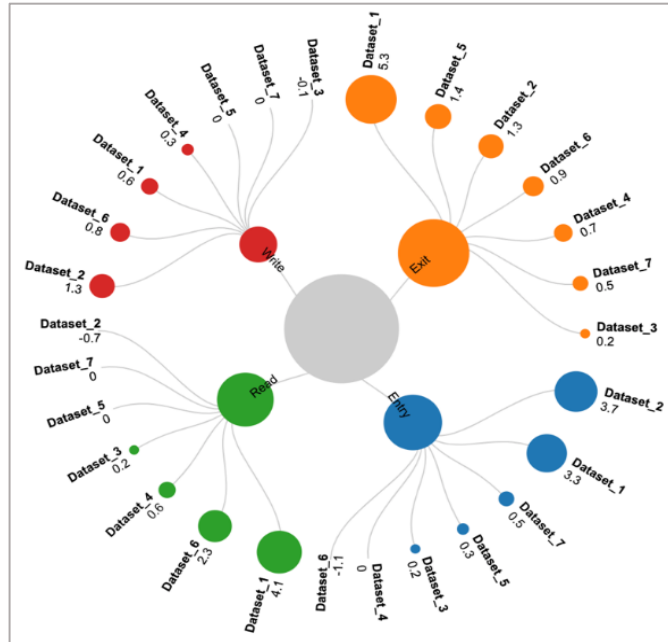 Dataset_1
5.3
Dataset_5
1.4
Dataset_2
1.3
Dataset_6
0.9
Dataset_4
0.7
Dataset_7
0.5
Dataset_3
0.2
Exit
Dataset_3
-0.1
Dataset_7
0
Dataset_5
0
Dataset_4
0.3
Dataset_1
0.6
Dataset_6
0.8
Dataset_2
1.3
Write
Dataset_2
-0.7
Dataset_7
0
Dataset_5
0
Dataset_3
0.2
Dataset_4
0.6
Dataset_6
2.3
Dataset_1
4.1
Read
Entry
Dataset_2
3.7
Dataset_1
3.3
Dataset_7
0.5
Dataset_5
0.3
Dataset_3
0.2
Dataset_4
0
Dataset_6
-1.1